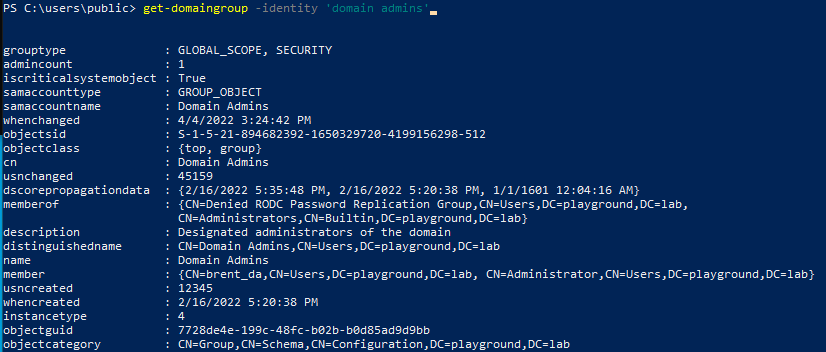 PS C:\users\public> get-domaingroup -identity 'domain admins'
grouptype : GLOBAL_SCOPE, SECURITY
admincount : 1
iscriticalsystemobject : True
samaccounttype : GROUP_OBJECT
samaccountname : Domain Admins
whenchanged : 4/4/2022 3:24:42 PM
objectsid : S-1-5-21-894682392-1650329720-4199156298-512
objectclass : {top, group}
cn : Domain Admins
usnchanged : 45159
dscorepropagationdata : {2/16/2022 5:35:48 PM, 2/16/2022 5:20:38 PM, 1/1/1601 12:04:16 AM}
memberof : {CN=Denied RODC Password Replication Group,CN=Users,DC=playground,DC=lab,
CN=Administrators,CN=Builtin,DC=playground,DC=lab}
description : Designated administrators of the domain
distinguishedname : CN=Domain Admins,CN=Users,DC=playground,DC=lab
name : Domain Admins
member : {CN=brent_da,CN=Users,DC=playground,DC=lab, CN=Administrator,CN=Users,DC=playground,DC=lab}
usncreated : 12345
whencreated : 2/16/2022 5:20:38 PM
instancetype : 4
objectguid : 7728de4e-199c-48fc-b02b-b0d85ad9d9bb
objectcategory : CN=Group,CN=Schema,CN=Configuration,DC=playground,DC=lab